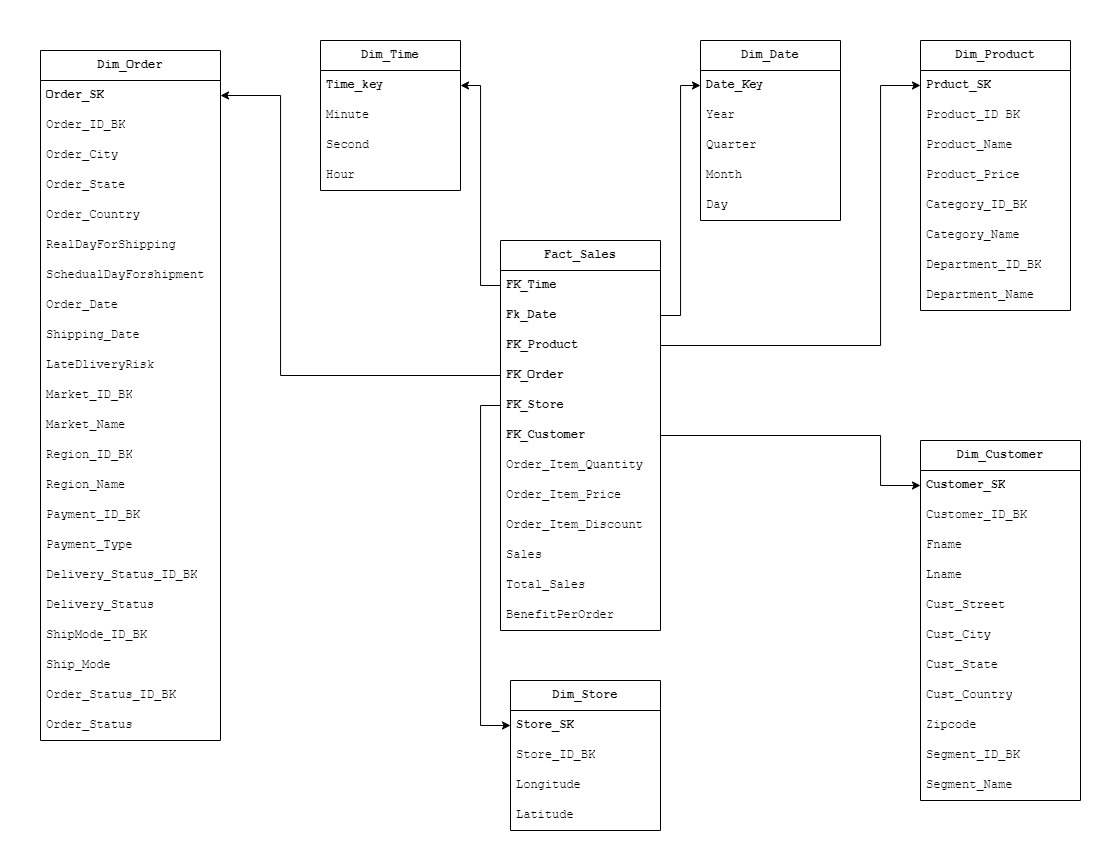 Dim_Order
Order_SK
Order_ID_BK
Order_City
Order_State
Order_Country
RealDayForShipping
SchedualDayForshipment
Order_Date
Shipping_Date
LateDliveryRisk
Market_ID_BK
Market_Name
Region_ID_BK
Region_Name
Payment_ID_BK
Payment_Type
Delivery_Status_ID_BK
Delivery_Status
ShipMode_ID_BK
Ship_Mode
Order_Status_ID_BK
Order_Status
Dim_Time
Time_key
Minute
Second
Hour
Dim_Date
Date_Key
Year
Quarter
Month
Day
Dim_Product
Prduct_SK
Product_ID BK
Product_Name
Product_Price
Category_ID_BK
Category_Name
Department_ID_BK
Department_Name
Fact_Sales
FK_Time
Fk_Date
FK_Product
FK_Order
FK_Store
FK_Customer
Order_Item_Quantity
Order_Item_Price
Order_Item_Discount
Sales
Total_Sales
BenefitPerOrder
Dim_Store
Store_SK
Store_ID_BK
Longitude
Latitude
Dim_Customer
Customer_SK
Customer_ID_BK
Fname
Lname
Cust_Street
Cust_City
Cust_State
Cust_Country
Zipcode
Segment_ID_BK
Segment_Name